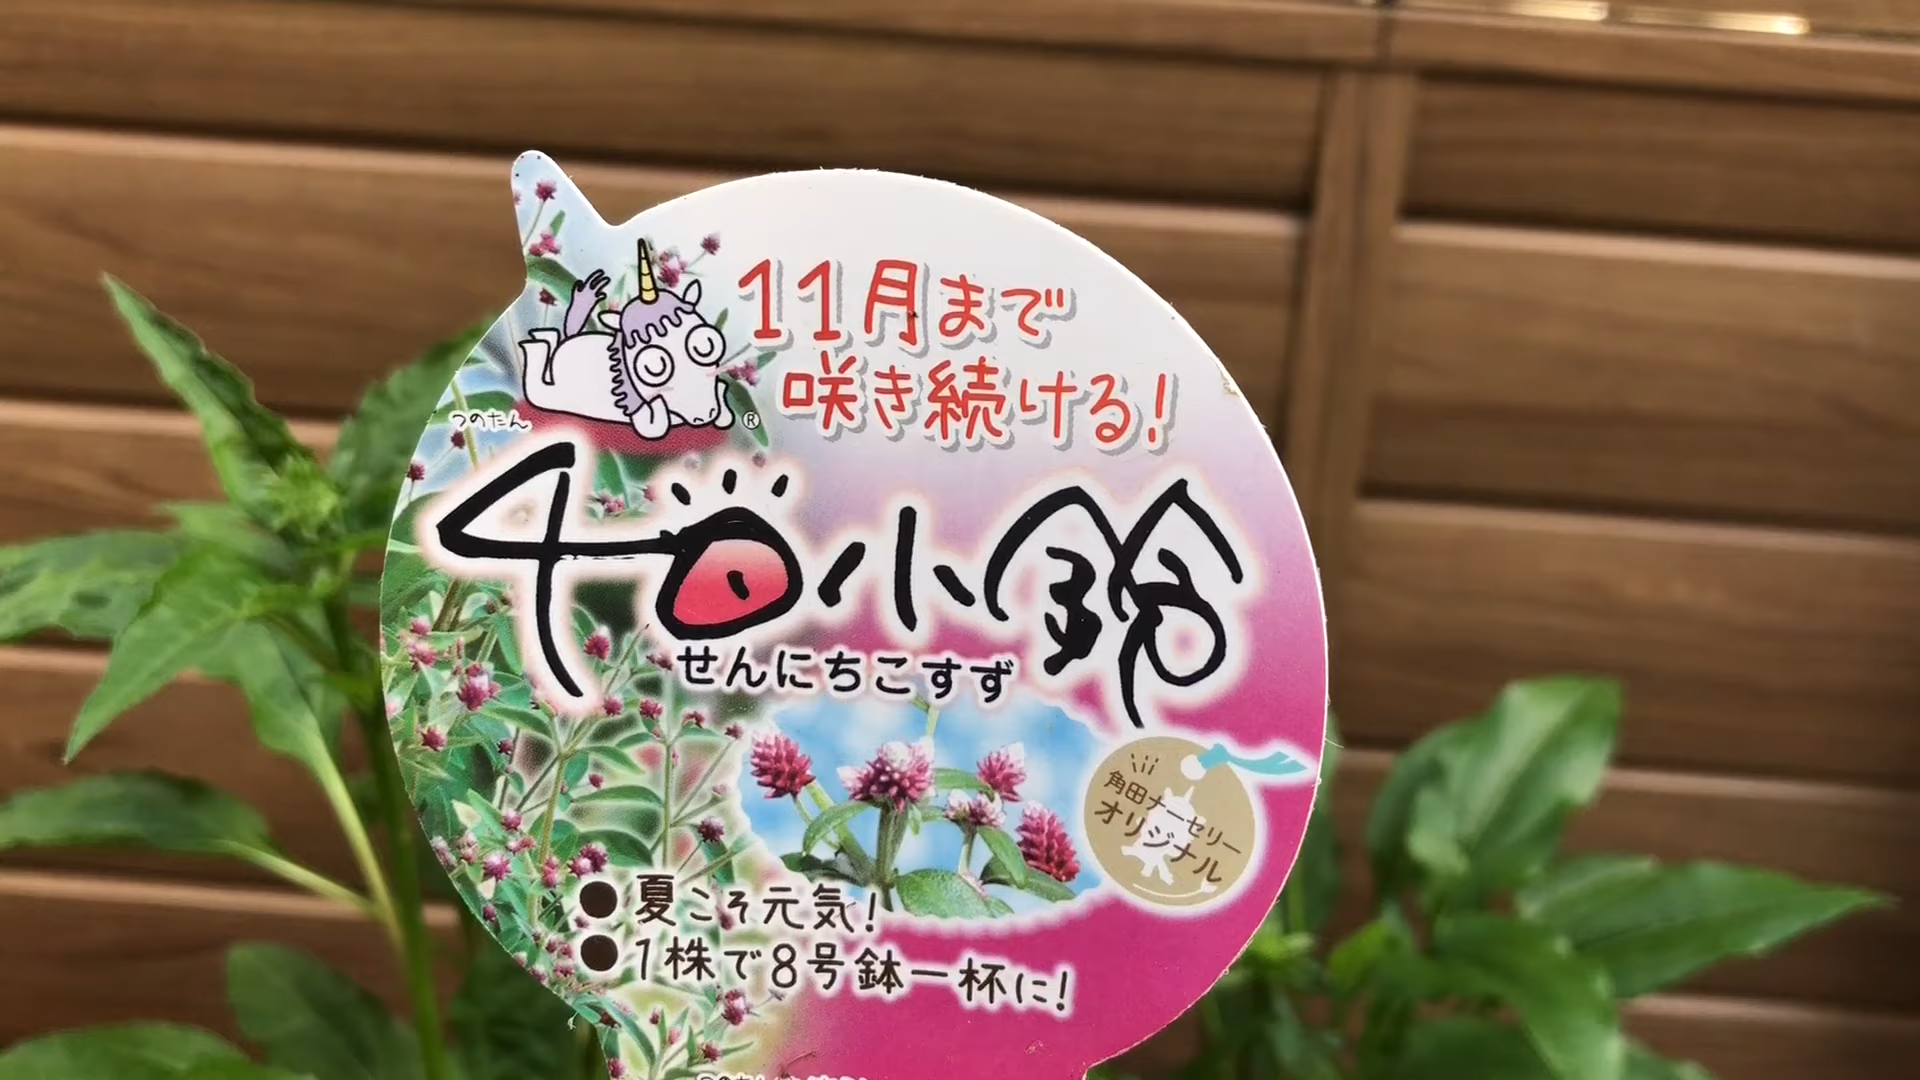 11月まで
咲き続ける!
つのたん
®
千日小鈴
せんにちこすず
角田ナーセリー
オリジナル
●夏こそ元気!
●1株で8号鉢一杯に!